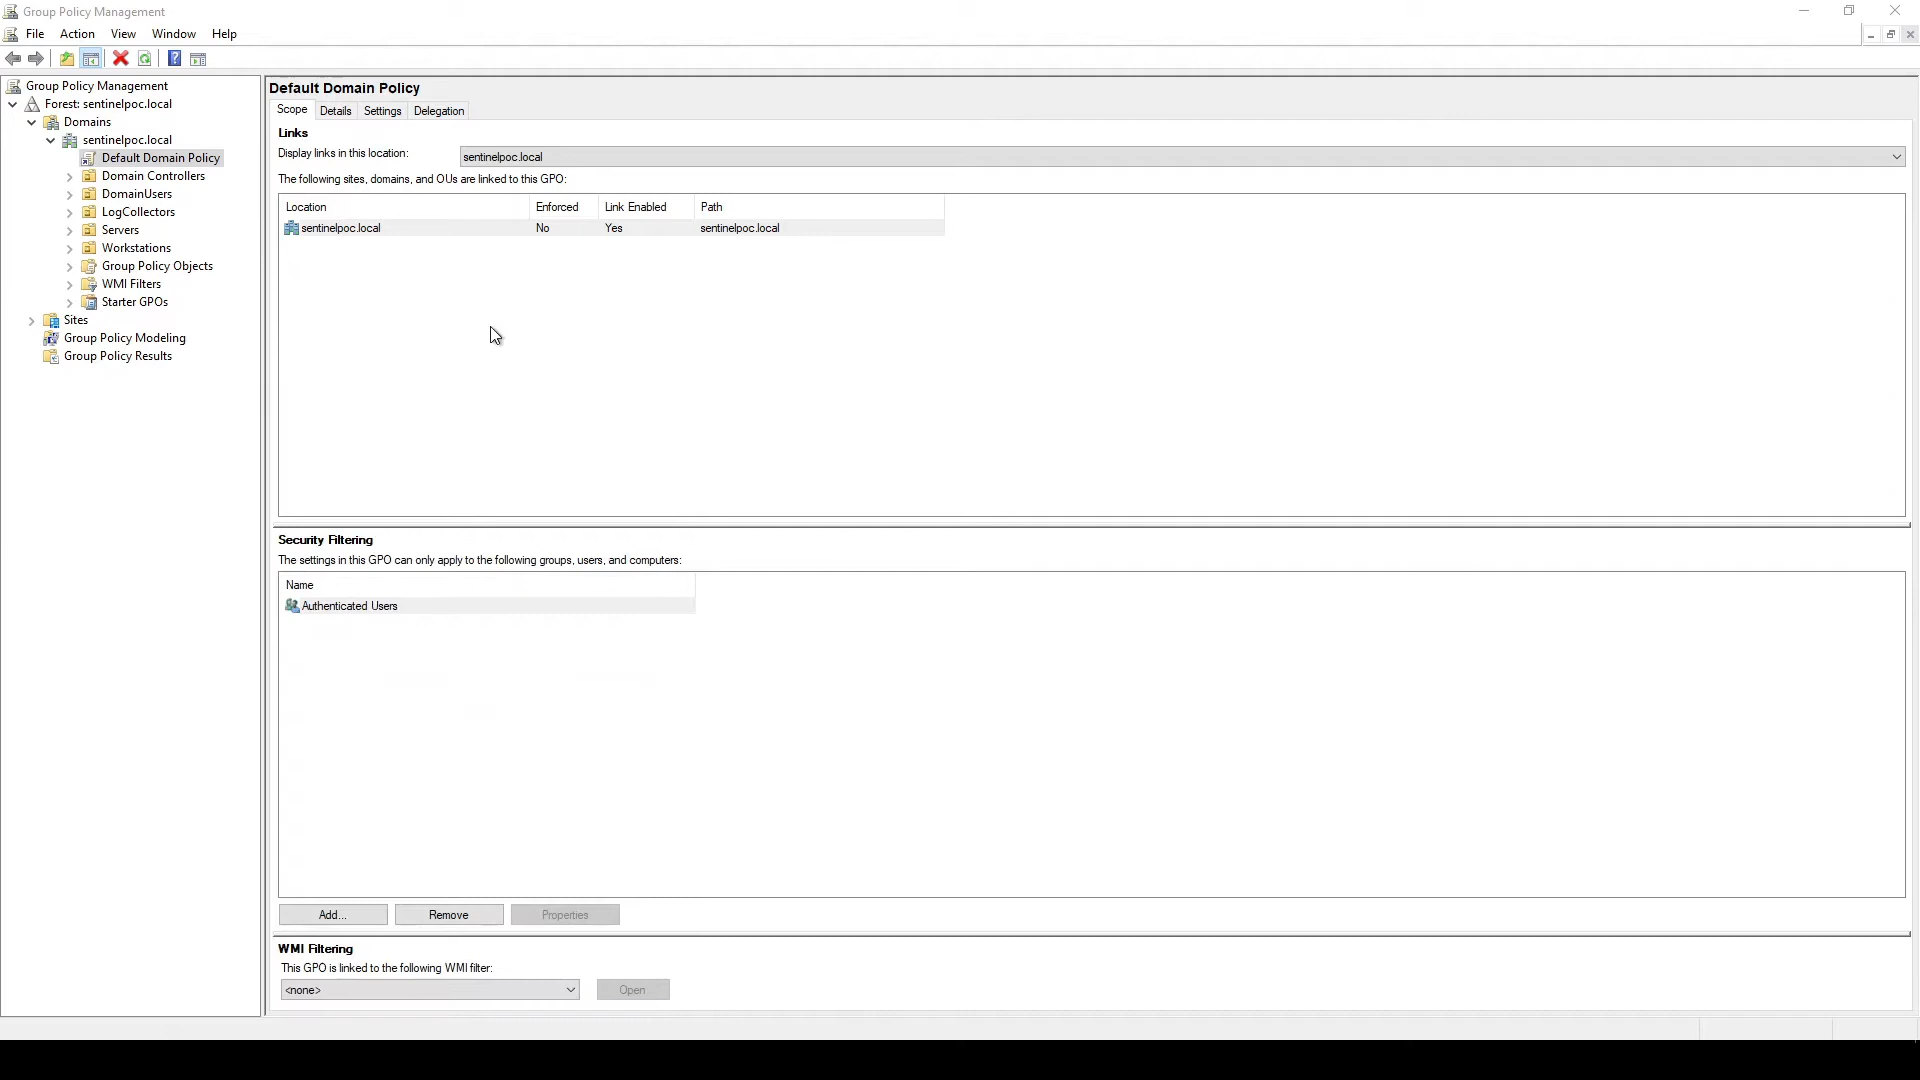 Group Policy Management
File Action View Window Help
Group Policy Management
Forest: sentinelpoc.local
Domains
sentinelpoc.local
Default Domain Policy
Domain Controllers
DomainUsers
LogCollectors
Servers
Workstations
Group Policy Objects
WMI Filters
Starter GPOs
Sites
Group Policy Modeling
Group Policy Results
Default Domain Policy
Scope Details Settings Delegation
Links
Display links in this location: sentinelpoc.local
The following sites, domains, and OUs are linked to this GPO:
Location Enforced Link Enabled Path
sentinelpoc.local No Yes sentinelpoc.local
Security Filtering
The settings in this GPO can only apply to the following groups, users, and computers:
Name
Authenticated Users
Add... Remove Properties
WMI Filtering
This GPO is linked to the following WMI filter:
<none> Open